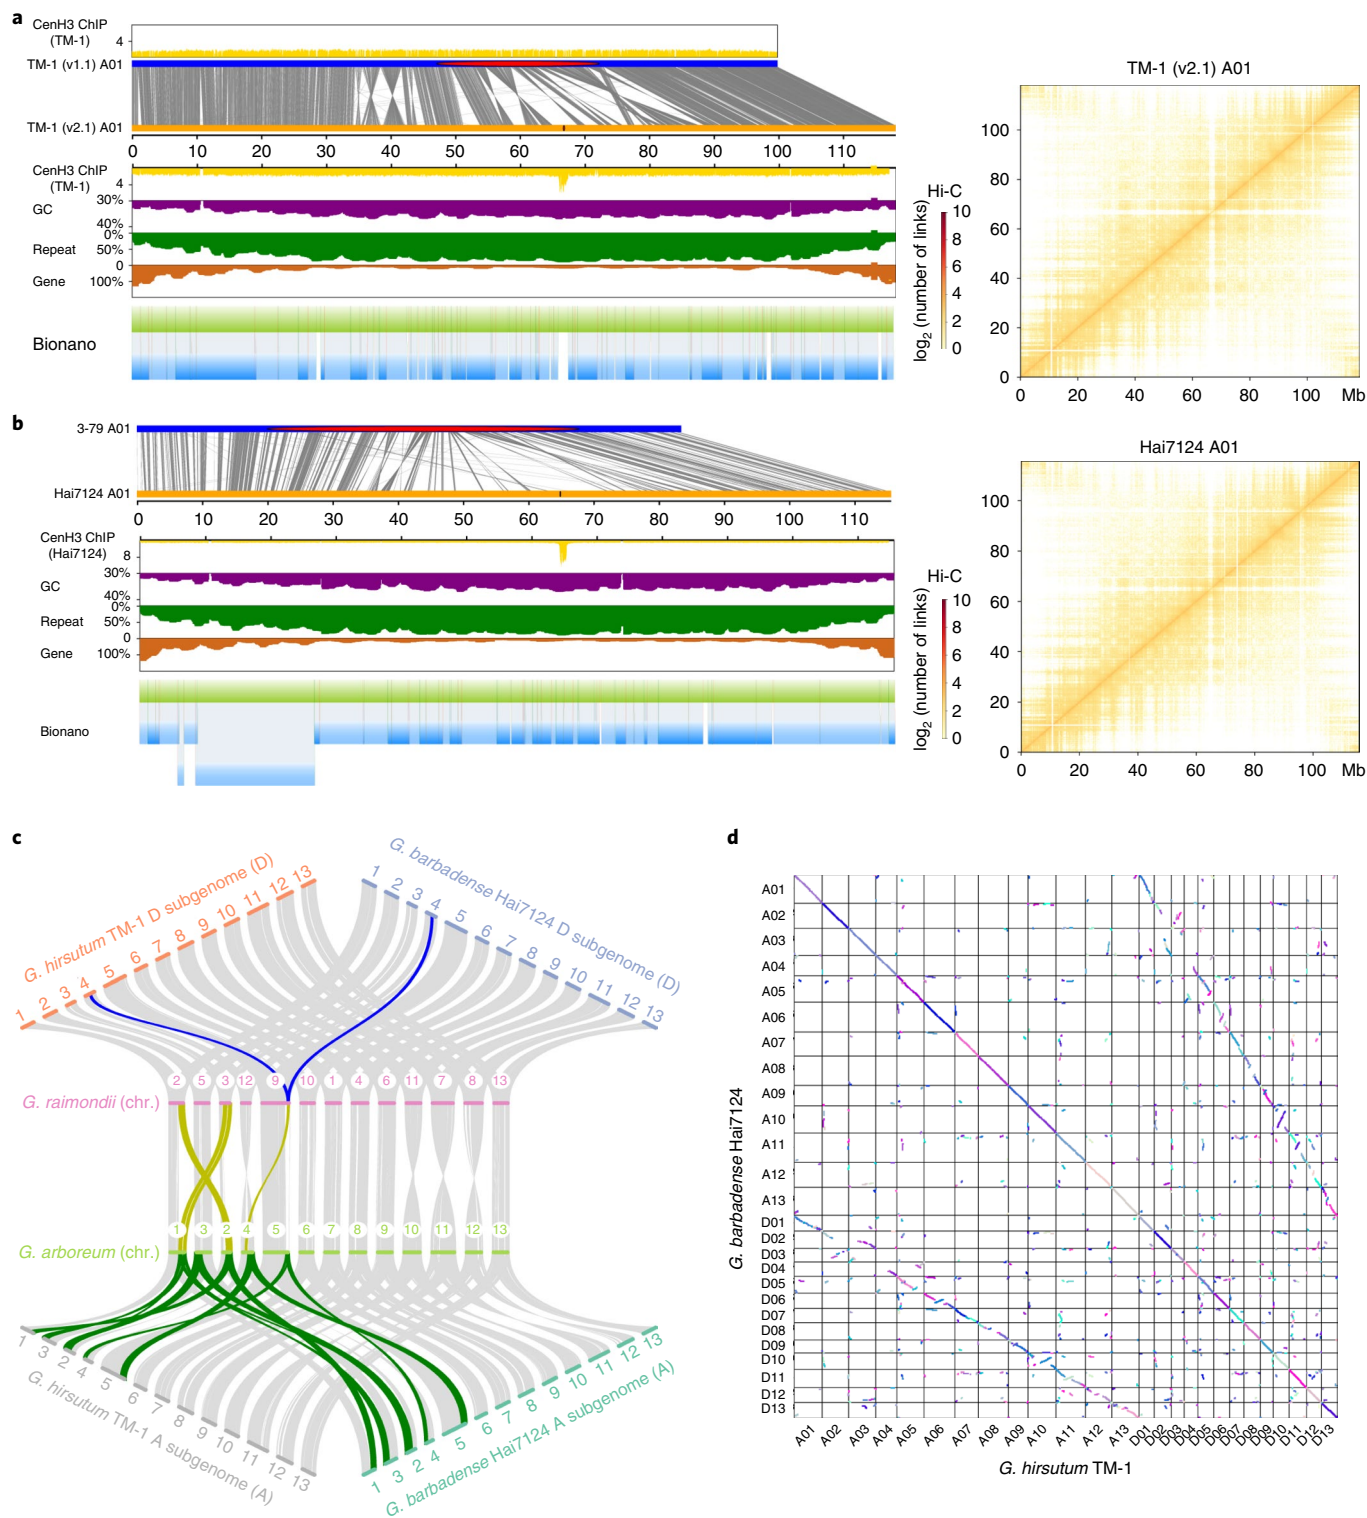 a
CenH3 ChIP
(TM-1)
4
TM-1 (v1.1) A01
TM-1 (v2.1) A01
0 10 20 30 40 50 60 70 80 90 100 110
CenH3 ChIP
(TM-1)
4
30%
GC
40%
0%
Repeat
50%
0
Gene
100%
Bionano
Hi-C
10
8
6
4
2
0
log2 (number of links)
TM-1 (v2.1) A01
100
80
60
40
20
0
0 20 40 60 80 100 Mb
b
3-79 A01
Hai7124 A01
0 10 20 30 40 50 60 70 80 90 100 110
CenH3 ChIP
(Hai7124)
8
30%
GC
40%
0%
Repeat
50%
0
Gene
100%
Bionano
Hi-C
10
8
6
4
2
0
log2 (number of links)
Hai7124 A01
100
80
60
40
20
0
0 20 40 60 80 100 Mb
c
G. hirsutum TM-1 D subgenome (D)
1 2 3 4 5 6 7 8 9 10 11 12 13
G. barbadense Hai7124 D subgenome (D)
1 2 3 4 5 6 7 8 9 10 11 12 13
2 5 3 12 9 10 1 4 6 11 7 8 13
G. raimondii (chr.)
1 3 2 4 5 6 7 8 9 10 11 12 13
G. arboreum (chr.)
1 3 2 4 5 6 7 8 9 10 11 12 13
G. hirsutum TM-1 A subgenome (A)
1 3 2 4 5 6 7 8 9 10 11 12 13
G. barbadense Hai7124 A subgenome (A)
d
G. barbadense Hai7124
A01
A02
A03
A04
A05
A06
A07
A08
A09
A10
A11
A12
A13
D01
D02
D03
D04
D05
D06
D07
D08
D09
D10
D11
D12
D13
A01 A02 A03 A04 A05 A06 A07 A08 A09 A10 A11 A12 A13 D01 D02 D03 D04 D05 D06 D07 D08 D09 D10 D11 D12 D13
G. hirsutum TM-1